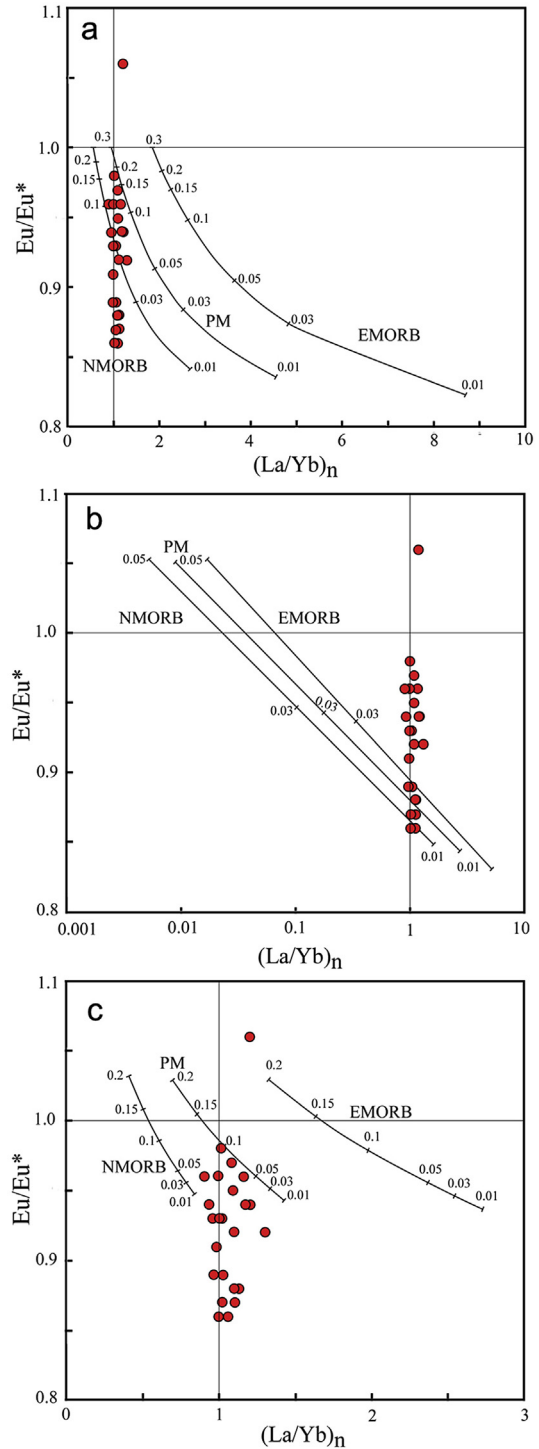 a
1.1
1.0
0.9
0.8
Eu/Eu*
0.3 0.3 0.3
0.2 0.2 0.2
0.15 0.15 0.15
0.1 0.1 0.1
0.05 0.05
0.03 0.03 0.03
PM
EMORB
NMORB
0.01 0.01 0.01
0 2 4 6 8 10
(La/Yb)n
b
1.1
1.0
0.9
0.8
Eu/Eu*
PM
0.05 0.05
NMORB EMORB
0.03 0.03 0.03
0.01 0.01
0.001 0.01 0.1 1 10
(La/Yb)n
c
1.1
1.0
0.9
0.8
Eu/Eu*
PM
0.2 0.2 0.2
0.15 0.15 0.15
EMORB
0.1 0.1 0.1
NMORB
0.05 0.05 0.05
0.03 0.03 0.03
0.01 0.01 0.01
0 1 2 3
(La/Yb)n